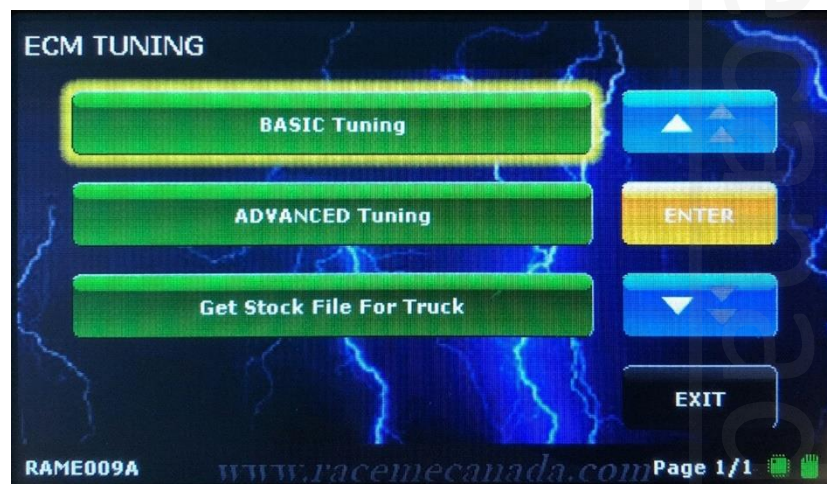 ECM TUNING
BASIC Tuning
ADVANCED Tuning
ENTER
Get Stock File For Truck
EXIT
RAME009A
www.racemecanada.com
Page 1/1